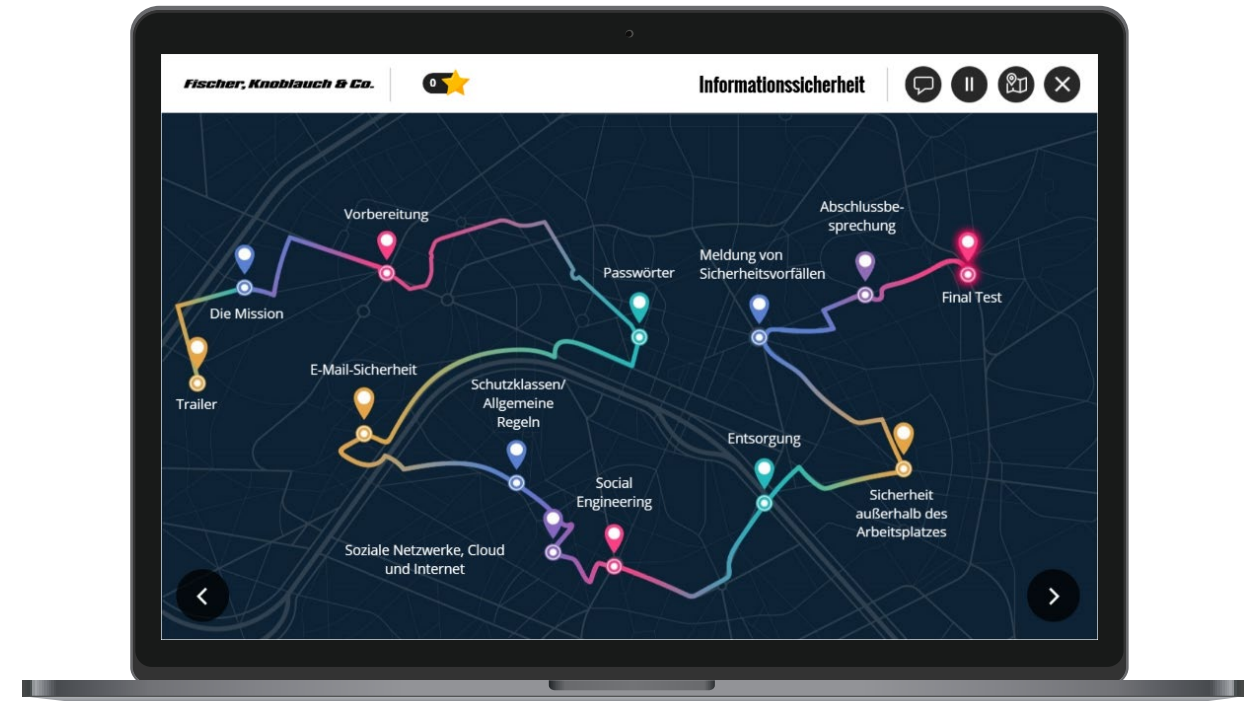 Fischer, Knoblauch & Co.
0
Informationssicherheit
Abschlussbe-
sprechung
Vorbereitung
Meldung von
Sicherheitsvorfällen
Passwörter
Final Test
Die Mission
E-Mail-Sicherheit
Schutzklassen/
Allgemeine
Regeln
Trailer
Entsorgung
Social
Engineering
Sicherheit
außerhalb des
Arbeitsplatzes
Soziale Netzwerke, Cloud
und Internet